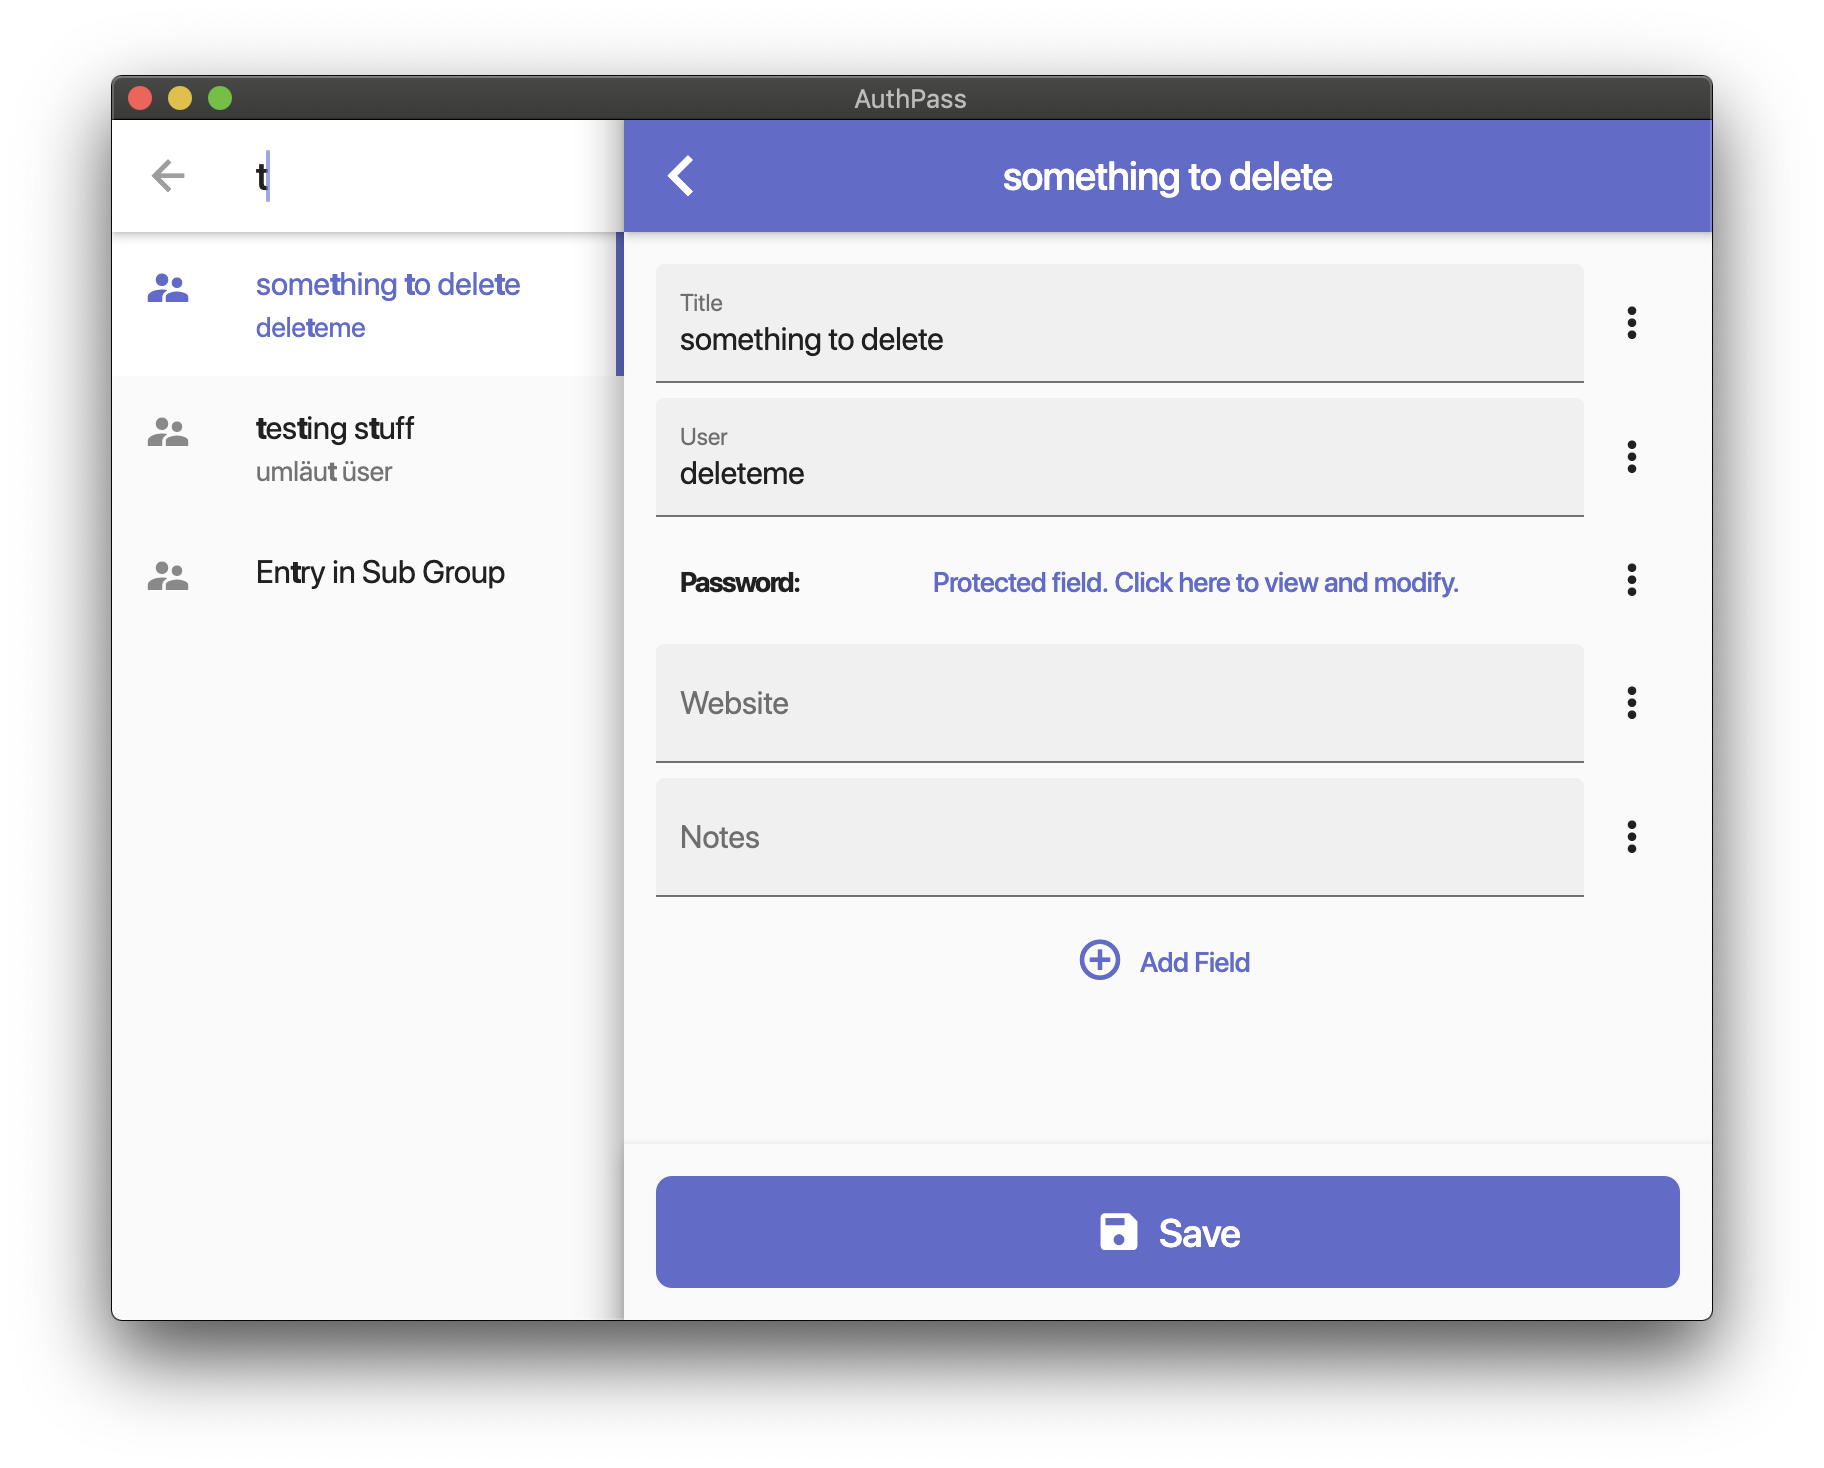 AuthPass
t
something to delete
deleteme
testing stuff
umläut üser
Entry in Sub Group
something to delete
Title
something to delete
User
deleteme
Password: Protected field. Click here to view and modify.
Website
Notes
Add Field
Save